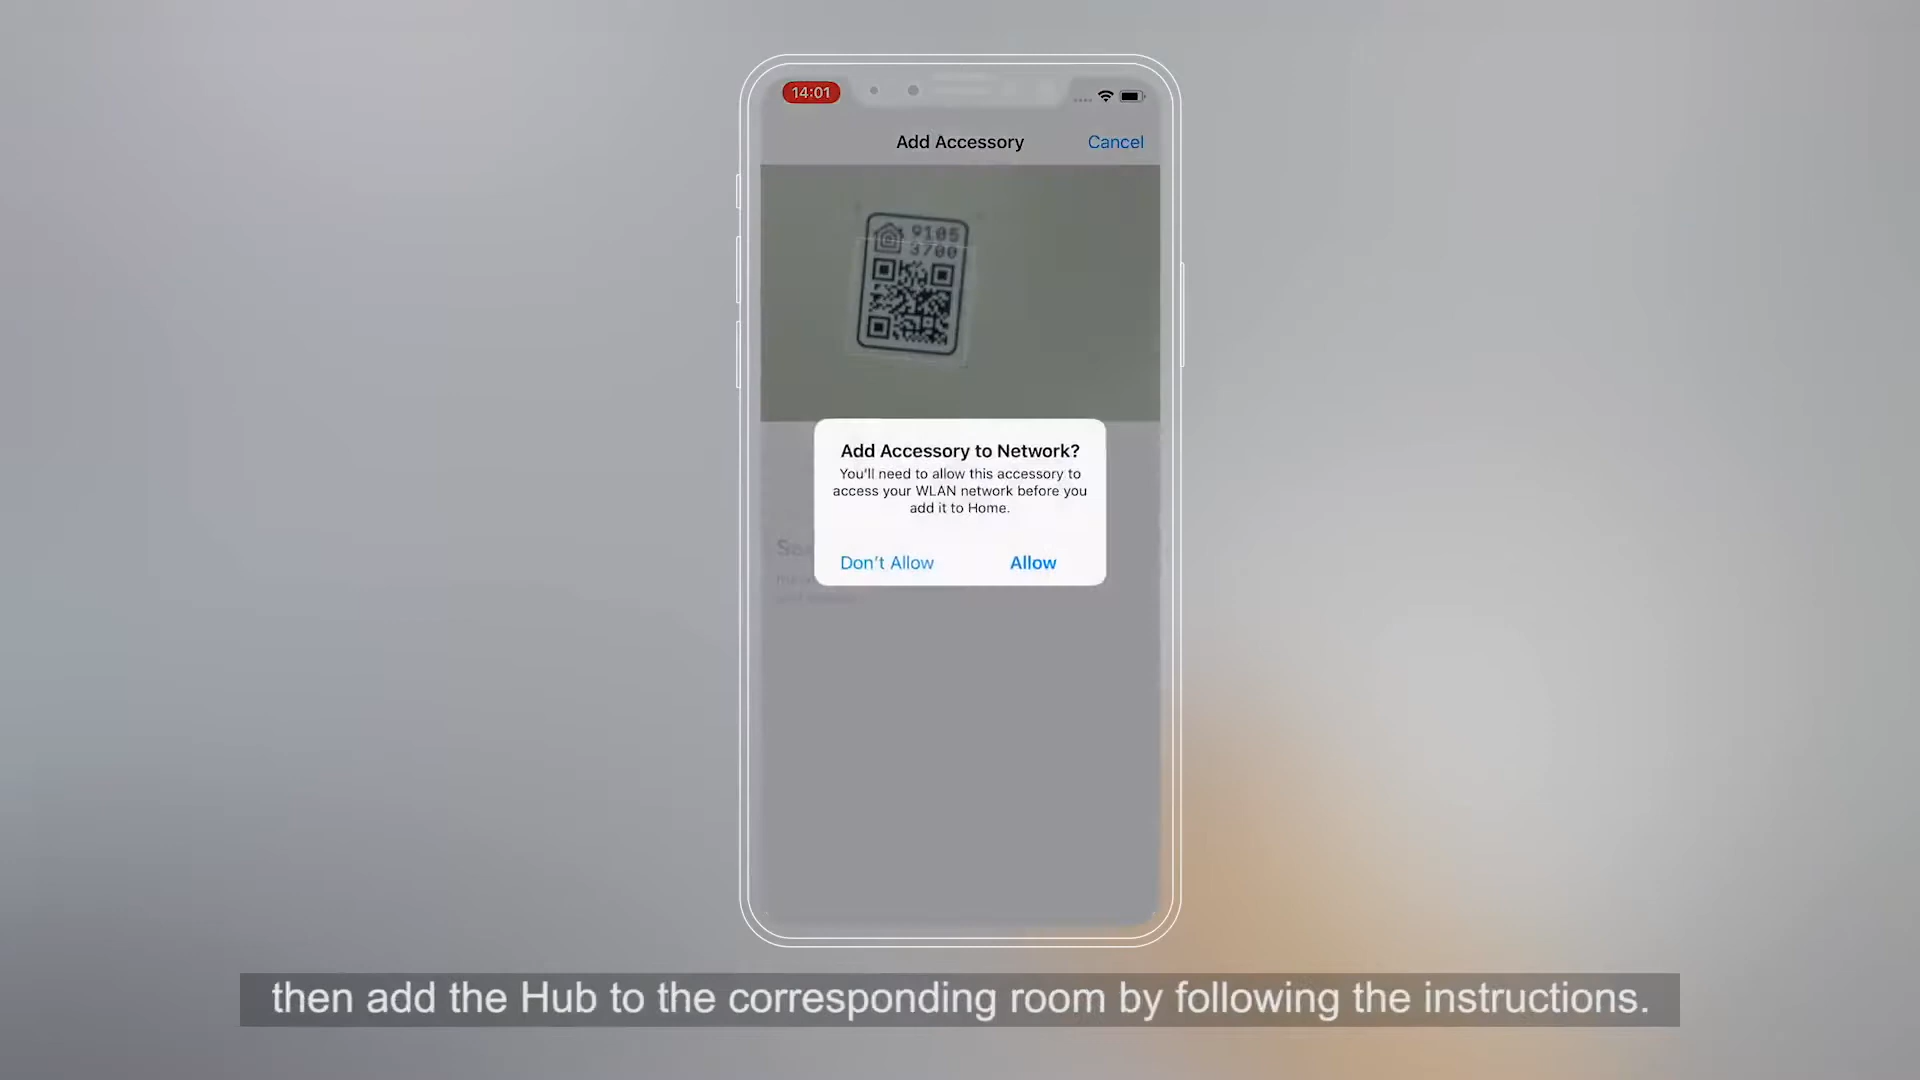 14:01
Add Accessory
Cancel
9105
3700
Add Accessory to Network?
You'll need to allow this accessory to
access your WLAN network before you
add it to Home.
Don't Allow
Allow
then add the Hub to the corresponding room by following the instructions.